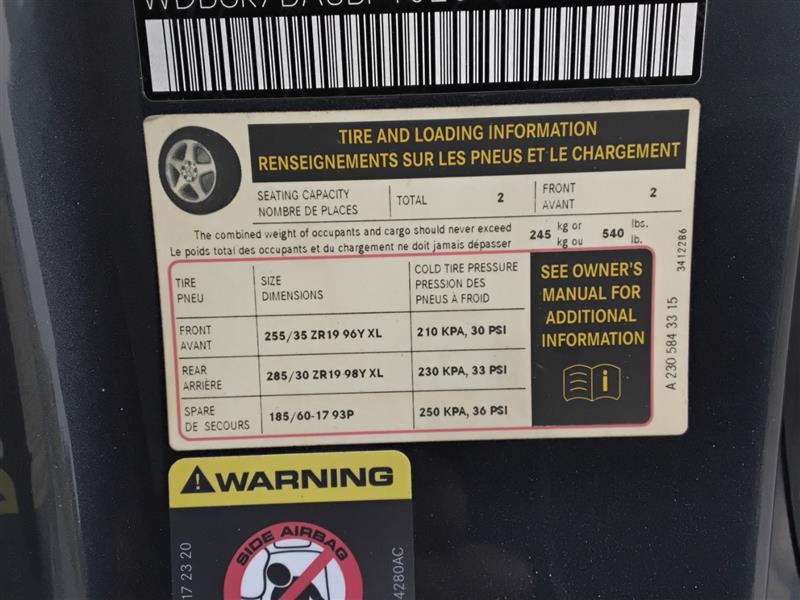 TIRE AND LOADING INFORMATION
RENSEIGNEMENTS SUR LES PNEUS ET LE CHARGEMENT
SEATING CAPACITY
NOMBRE DE PLACES
TOTAL 2
FRONT
AVANT
2
The combined weight of occupants and cargo should never exceed
Le poids total des occupants et du chargement ne doit jamais dépasser
245 kg or
kg ou
540 lbs.
lb.
TIRE
PNEU
SIZE
DIMENSIONS
COLD TIRE PRESSURE
PRESSION DES
PNEUS À FROID
FRONT
AVANT
255/35 ZR19 96Y XL
210 KPA, 30 PSI
REAR
ARRIÈRE
285/30 ZR19 98Y XL
230 KPA, 33 PSI
SPARE
DE SECOURS
185/60-17 93P
250 KPA, 36 PSI
SEE OWNER'S
MANUAL FOR
ADDITIONAL
INFORMATION
i
3412286
A 230 584 33 15
WARNING
SIDE AIRBAG
17 23 20
4280AC